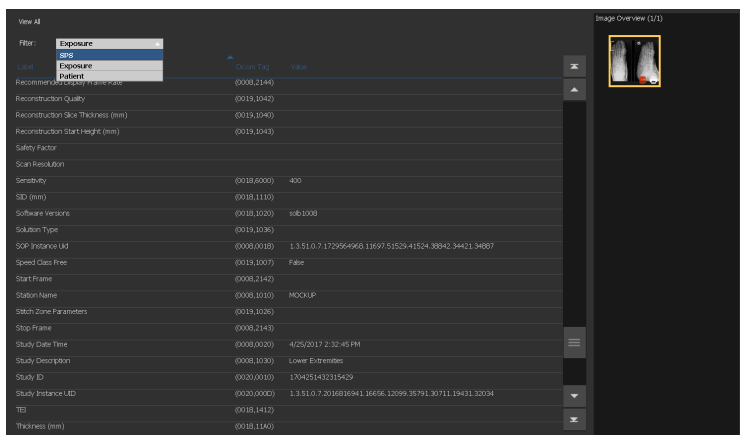 View All
Image Overview (1/1)
Filter: Exposure
SPS
Exposure
Patient
Label Dicom Tag Value
Recommended Display Frame Rate (0008,2144)
Reconstruction Quality (0019,1042)
Reconstruction Slice Thickness (mm) (0019,1040)
Reconstruction Start Height (mm) (0019,1043)
Safety Factor
Scan Resolution
Sensitivity (0018,6000) 400
SID (mm) (0018,1110)
Software Versions (0018,1020) solb1008
Solution Type (0019,1036)
SOP Instance Uid (0008,0018) 1.3.51.0.7.1729564968.11697.51529.41524.38842.34421.34887
Speed Class Free (0019,1007) False
Start Frame (0008,2142)
Station Name (0008,1010) MOCKUP
Stitch Zone Parameters (0019,1026)
Stop Frame (0008,2143)
Study Date Time (0008,0020) 4/25/2017 2:32:45 PM
Study Description (0008,1030) Lower Extremities
Study ID (0020,0010) 1704251432315429
Study Instance UID (0020,000D) 1.3.51.0.7.2016816941.16656.12099.35791.30711.19431.32034
TEI (0018,1412)
Thickness (mm) (0018,11A0)